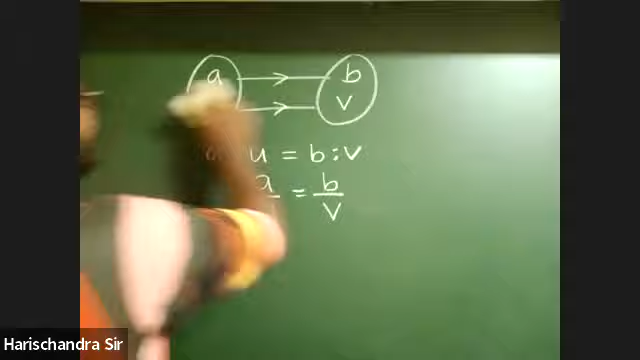 a b
v
u = b : v
a = b
v
Harischandra Sir